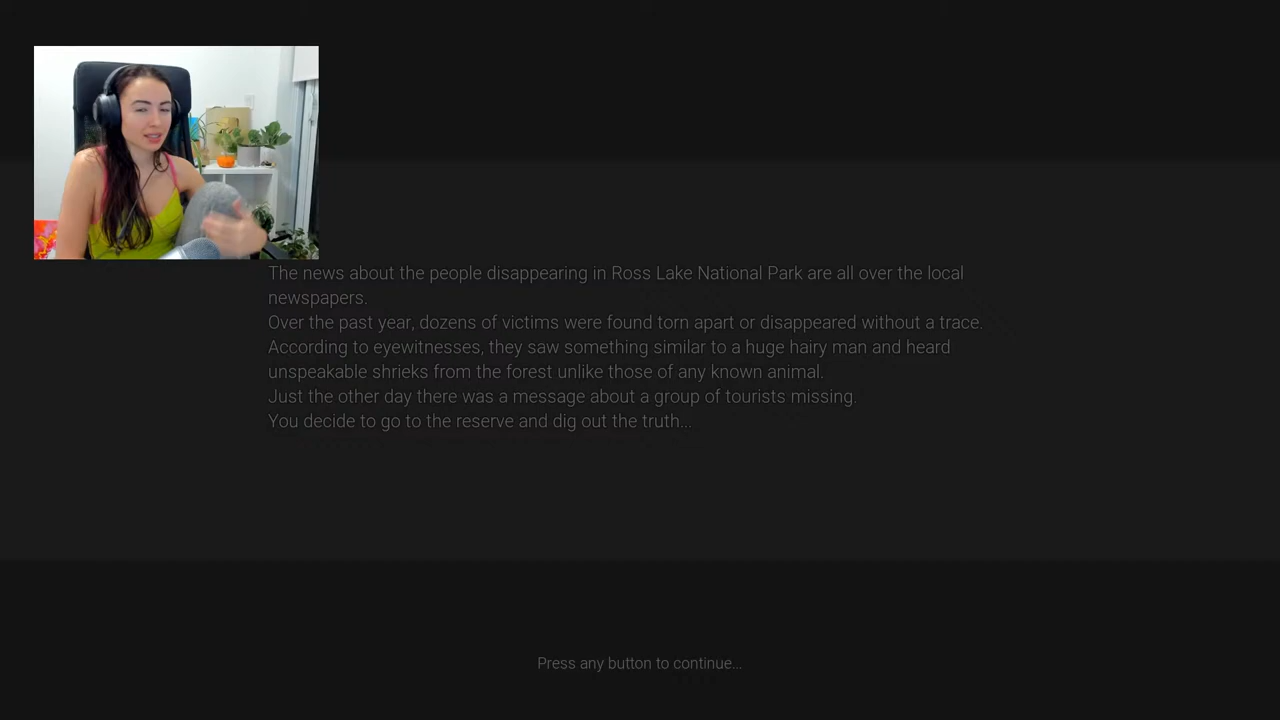 The news about the people disappearing in Ross Lake National Park are all over the local
newspapers.
Over the past year, dozens of victims were found torn apart or disappeared without a trace.
According to eyewitnesses, they saw something similar to a huge hairy man and heard
unspeakable shrieks from the forest unlike those of any known animal.
Just the other day there was a message about a group of tourists missing.
You decide to go to the reserve and dig out the truth...
Press any button to continue...